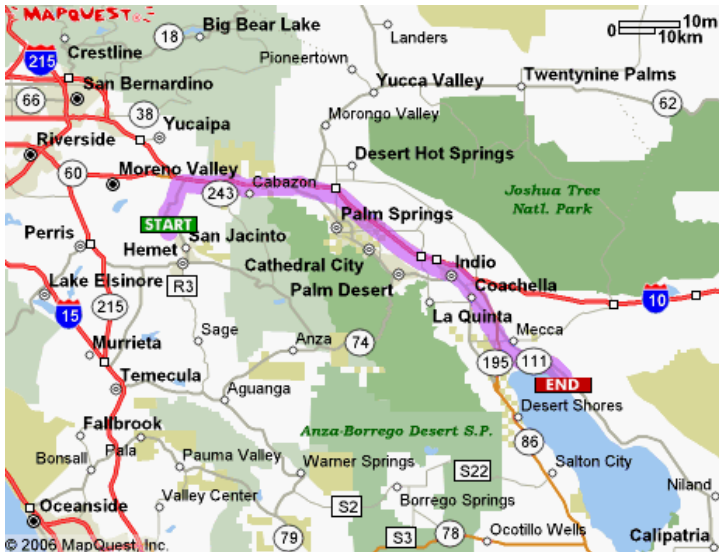 MAPQUEST
Big Bear Lake
10mi
0
10km
18
Landers
Crestline
215
Pioneertown
San Bernardino
Yucca Valley
Twentynine Palms
66
62
38
Morongo Valley
Yucaipa
Riverside
Desert Hot Springs
60
Moreno Valley
243
Cabazon
Joshua Tree
Natl. Park
START
Palm Springs
Perris
San Jacinto
Hemet
Cathedral City
Indio
Lake Elsinore
R3
Palm Desert
Coachella
10
215
15
La Quinta
Sage
Mecca
Murrieta
Anza
74
195
111
Temecula
END
Aguanga
Desert Shores
Fallbrook
Anza-Borrego Desert S.P.
86
Bonsall
Pala
Pauma Valley
Warner Springs
S22
Salton City
Niland
Valley Center
S2
Borrego Springs
Oceanside
79
S3
78
Ocotillo Wells
Calipatria
© 2006 MapQuest, Inc.